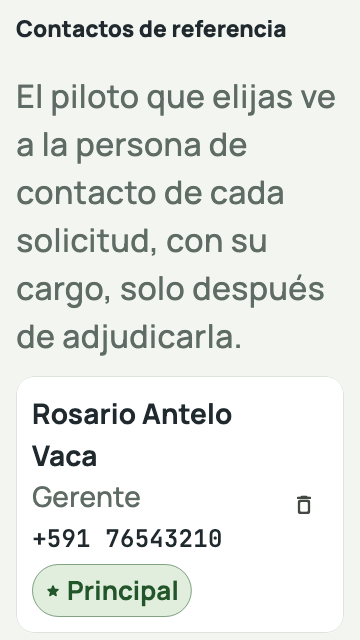 Contactos de referencia
El piloto que elijas ve
a la persona de
contacto de cada
solicitud, con su
cargo, solo después
de adjudicarla.
Rosario Antelo
Vaca
Gerente
+591 76543210
Principal